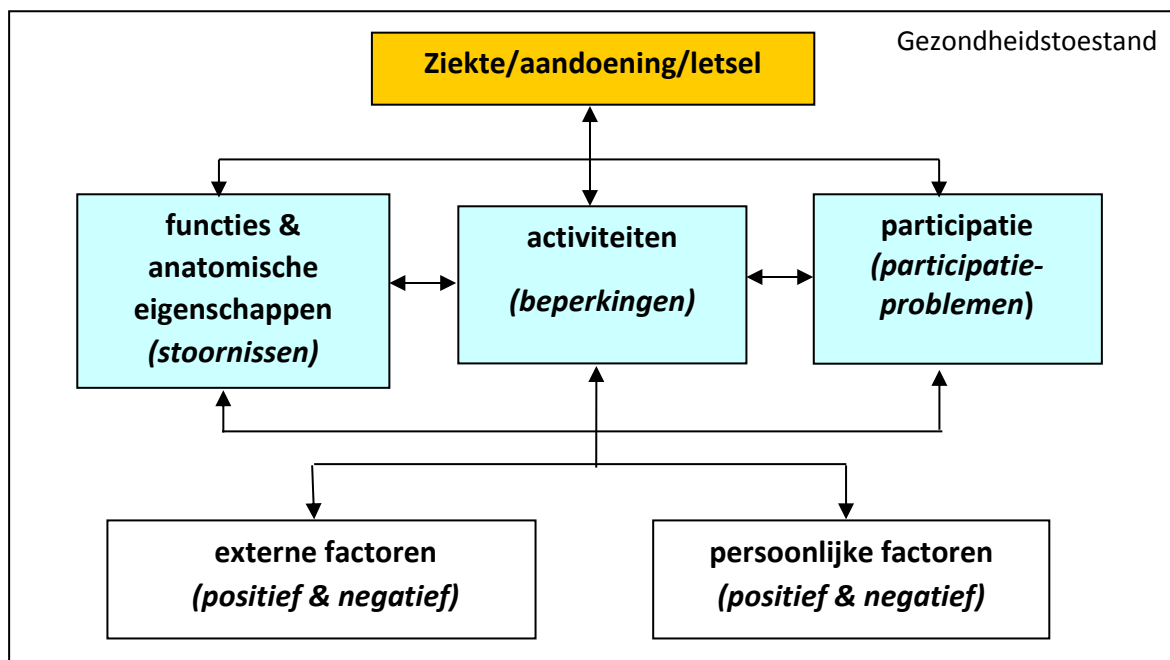 Gezondheidstoestand
Ziekte/aandoening/letsel
functies &
anatomische
eigenschappen
(stoornissen)
activiteiten
(beperkingen)
participatie
(participatie-
problemen)
externe factoren
(positief & negatief)
persoonlijke factoren
(positief & negatief)